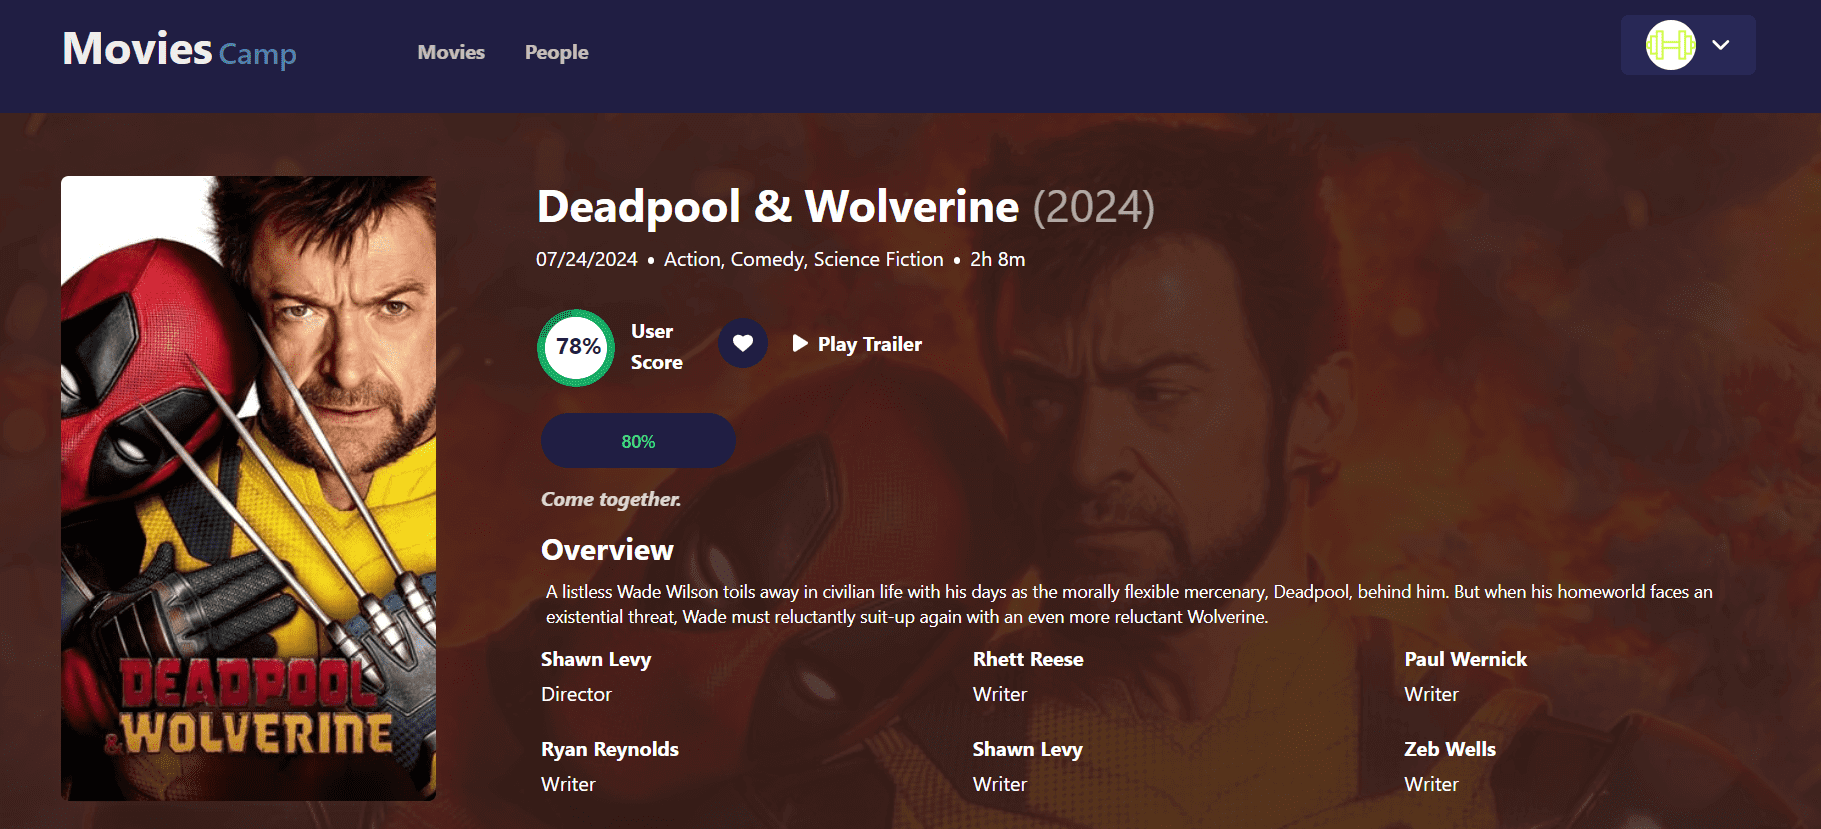 Movies Camp
Movies
People
Deadpool & Wolverine (2024)
07/24/2024 • Action, Comedy, Science Fiction • 2h 8m
78%
User
Score
Play Trailer
80%
Come together.
Overview
A listless Wade Wilson toils away in civilian life with his days as the morally flexible mercenary, Deadpool, behind him. But when his homeworld faces an
existential threat, Wade must reluctantly suit-up again with an even more reluctant Wolverine.
Shawn Levy
Director
Rhett Reese
Writer
Paul Wernick
Writer
Ryan Reynolds
Writer
Shawn Levy
Writer
Zeb Wells
Writer
DEADPOOL
& WOLVERINE